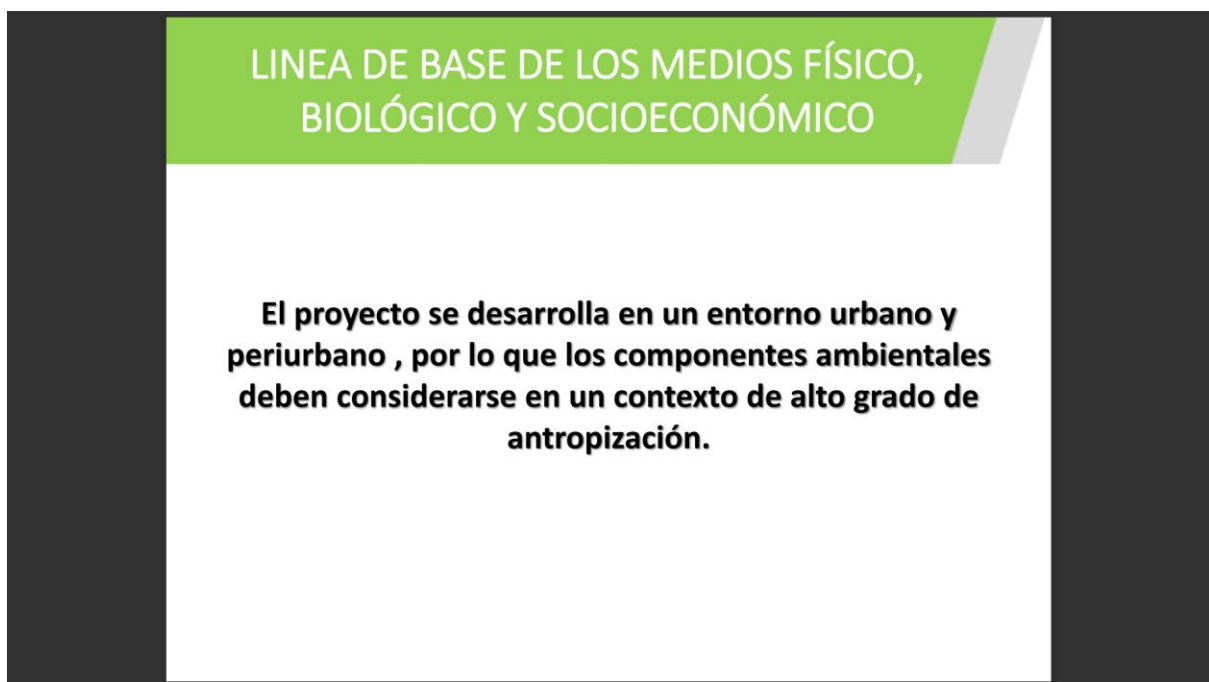 LINEA DE BASE DE LOS MEDIOS FÍSICO,
BIOLÓGICO Y SOCIOECONÓMICO
El proyecto se desarrolla en un entorno urbano y
periurbano , por lo que los componentes ambientales
deben considerarse en un contexto de alto grado de
antropización.